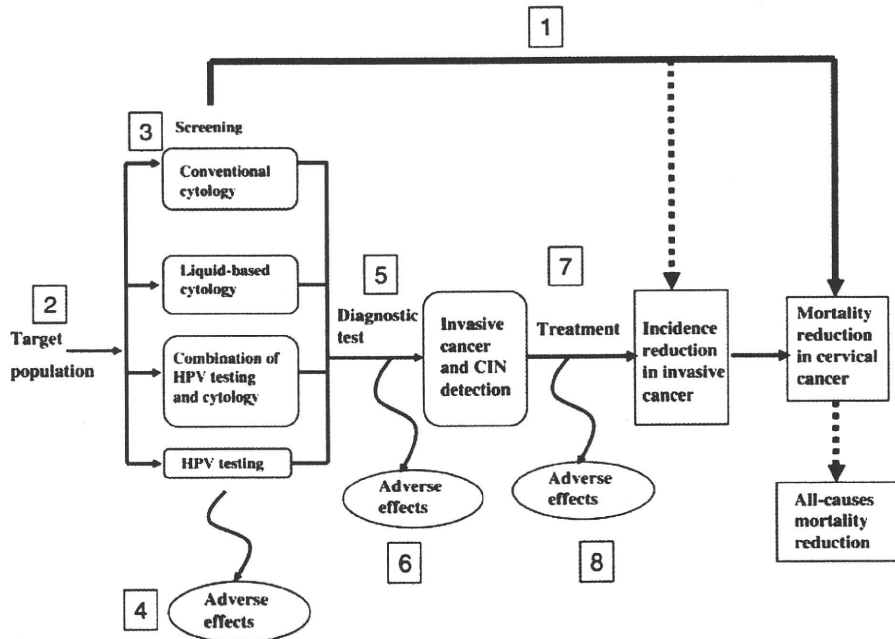 1
3
Screening
Conventional
cytology
Liquid-based
cytology
2
Target
population
Combination of
HPV testing
and cytology
HPV testing
4
Adverse
effects
5
Diagnostic
test
6
Adverse
effects
Invasive
cancer
and CIN
detection
7
Treatment
8
Adverse
effects
Incidence
reduction
in invasive
cancer
Mortality
reduction
in cervical
cancer
All-causes
mortality
reduction